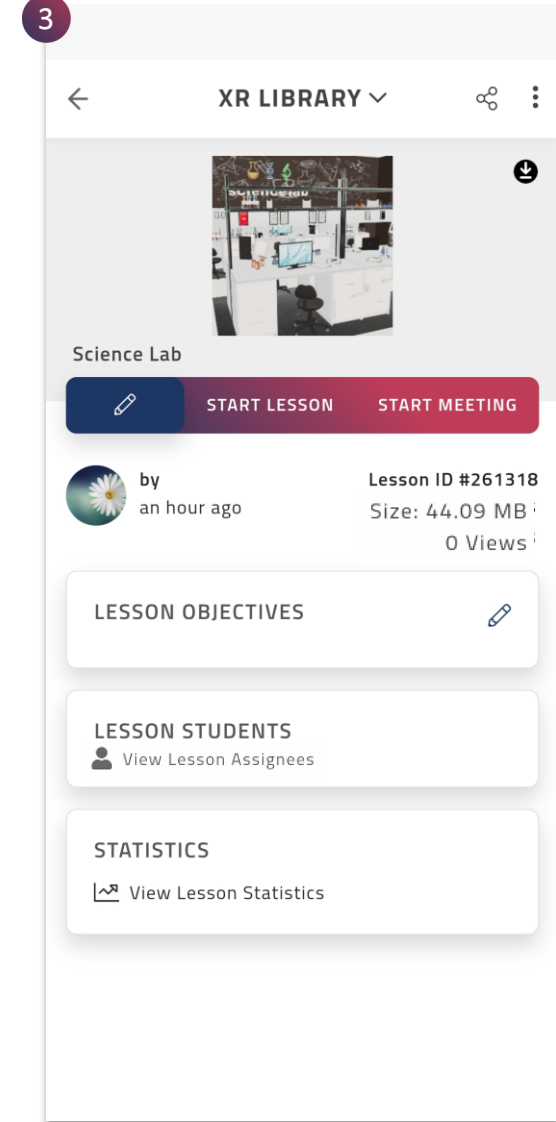 3
XR LIBRARY
sciencelab
Science Lab
START LESSON START MEETING
by
an hour ago
Lesson ID #261318
Size: 44.09 MB
0 Views
LESSON OBJECTIVES
LESSON STUDENTS
View Lesson Assignees
STATISTICS
View Lesson Statistics